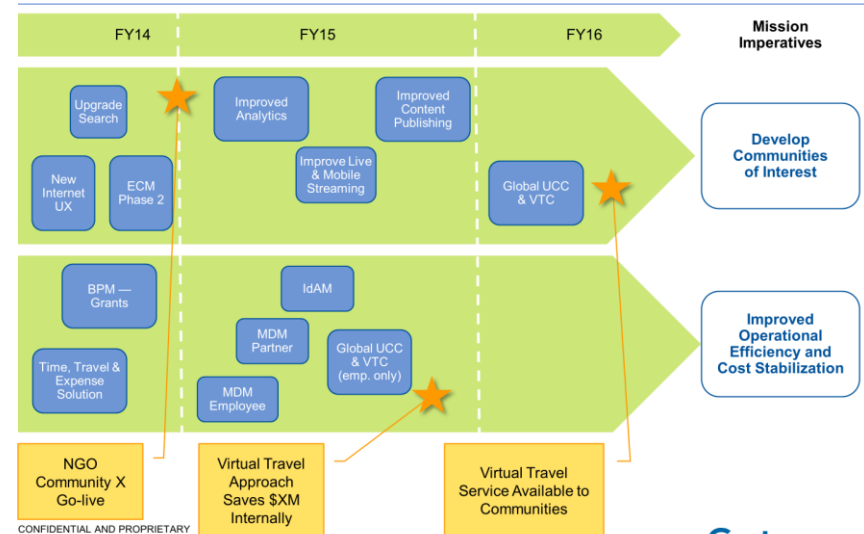 FY14
FY15
FY16
Mission
Imperatives
Upgrade
Search
New
Internet
UX
ECM
Phase 2
Improved
Analytics
Improve Live
& Mobile
Streaming
Improved
Content
Publishing
Global UCC
& VTC
Develop
Communities
of Interest
BPM —
Grants
Time, Travel &
Expense
Solution
IdAM
MDM
Partner
MDM
Employee
Global UCC
& VTC
(emp. only)
Improved
Operational
Efficiency and
Cost Stabilization
NGO
Community X
Go-live
Virtual Travel
Approach
Saves $XM
Internally
Virtual Travel
Service Available to
Communities
CONFIDENTIAL AND PROPRIETARY